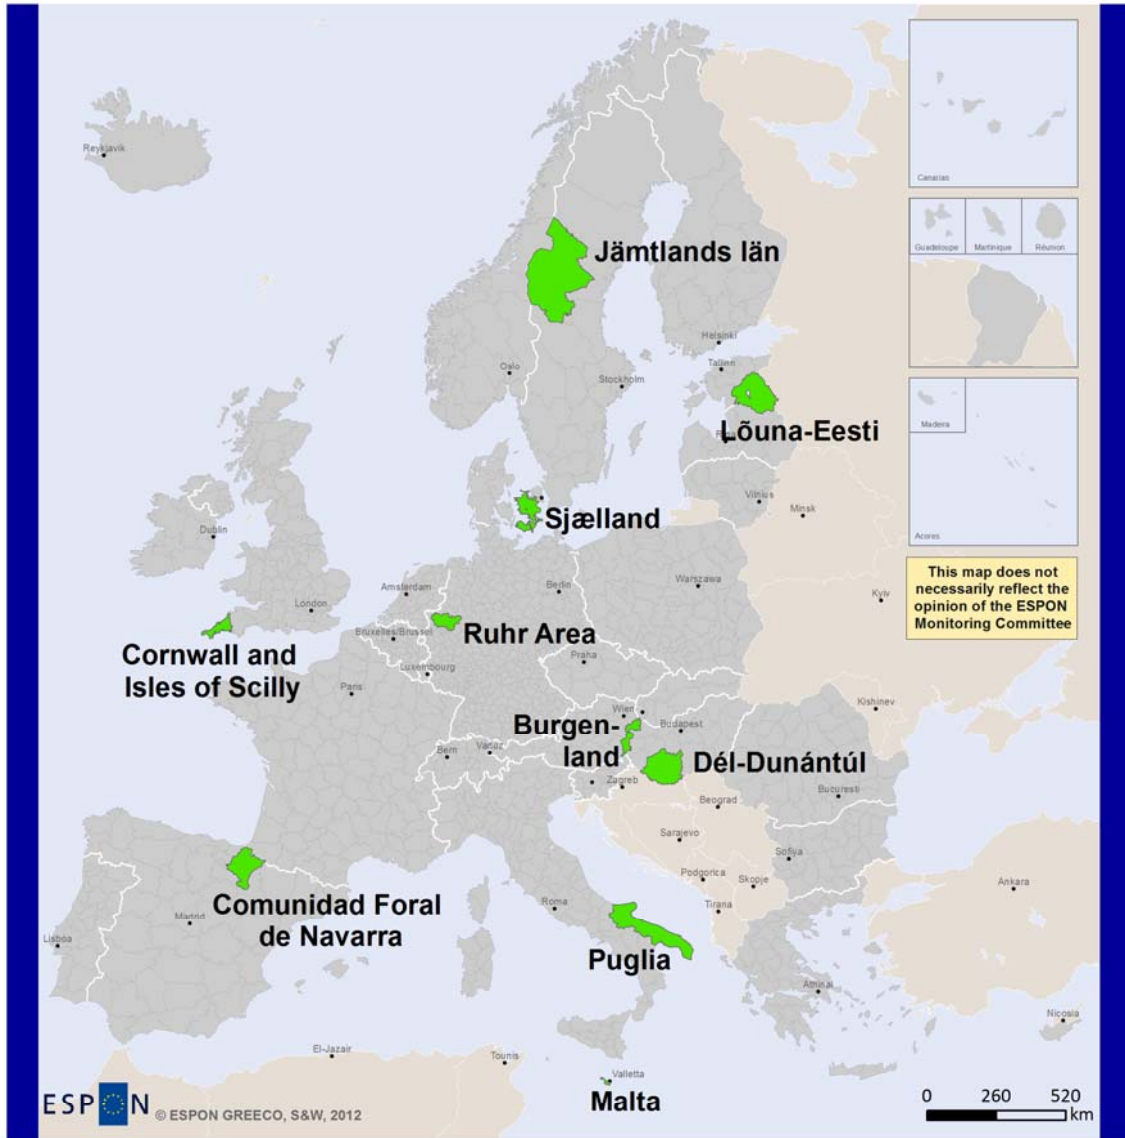 Reykjavik
Canarias
Guadeloupe
Martinique
Réunion
Jämtlands län
Helsinki
Tallinn
Oslo
Stockholm
Madeira
Lõuna-Eesti
Vilnius
Minsk
Sjælland
Dublin
Acores
This map does not
necessarily reflect the
opinion of the ESPON
Monitoring Committee
Amsterdam
Berlin
Warszawa
Kyiv
London
Cornwall and
Isles of Scilly
Bruxelles/Brussel
Ruhr Area
Praha
Luxembourg
Paris
Kishinev
Wien
Budapest
Burgen-
land
Bern
Vaduz
Dél-Dunántúl
Zagreb
Bucuresti
Beograd
Sarajevo
Sofiya
Podgorica
Skopje
Ankara
Comunidad Foral
de Navarra
Madrid
Roma
Tirana
Lisboa
Puglia
Athinai
Nicosia
El-Jazair
Tounis
Valletta
Malta
ESPON
© ESPON GREECO, S&W, 2012
0 260 520
km